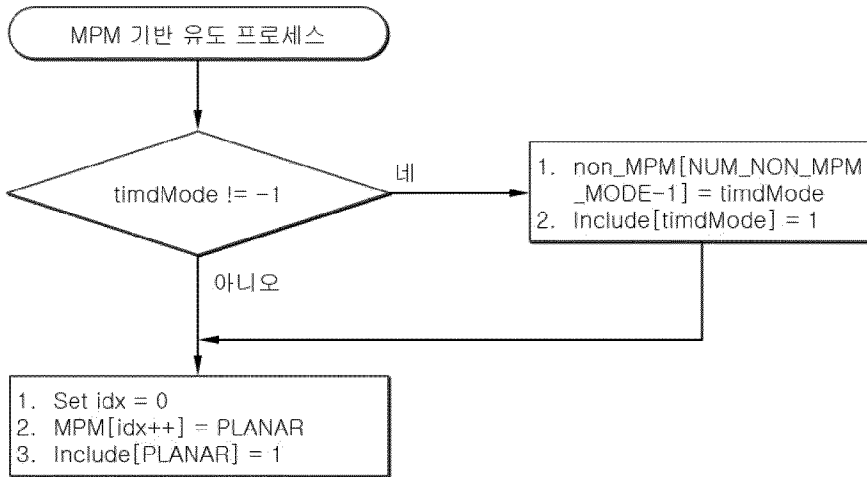 MPM 기반 유도 프로세스
timdMode != -1
네
1. non_MPM[NUM_NON_MPM
_MODE-1] = timdMode
2. Include[timdMode] = 1
아니오
1. Set idx = 0
2. MPM[idx++] = PLANAR
3. Include[PLANAR] = 1